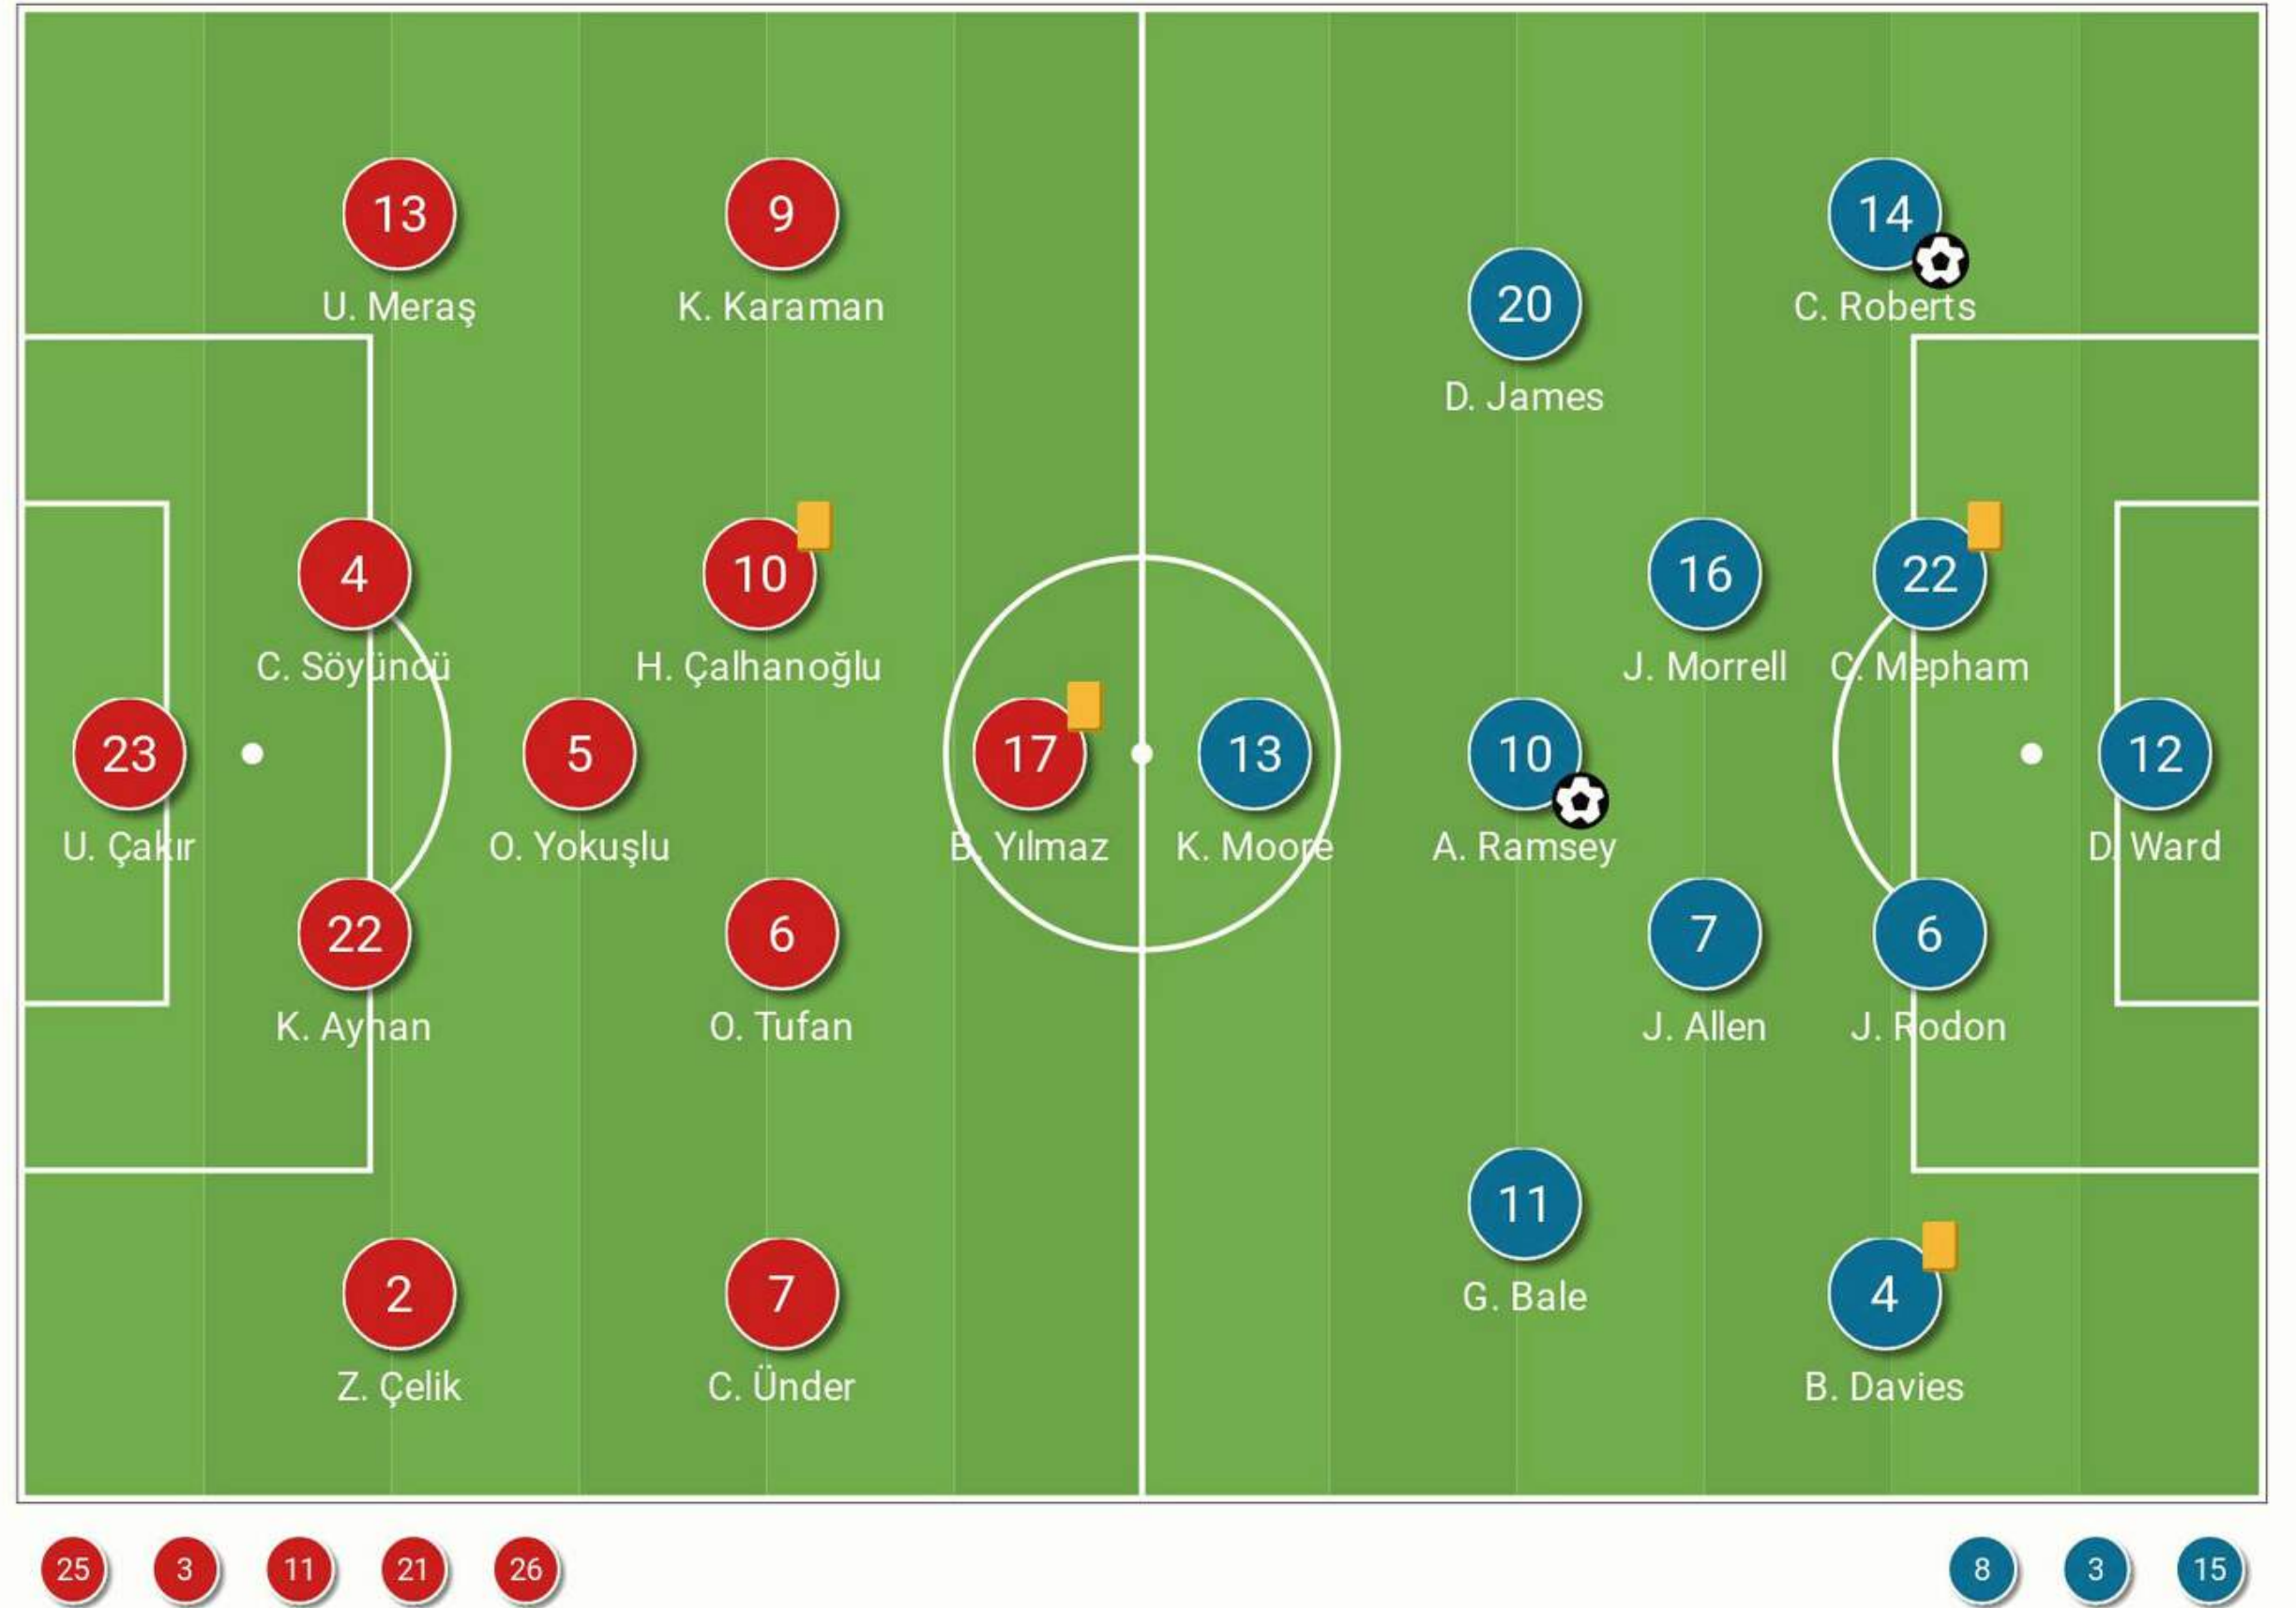 13
U. Meraş
9
K. Karaman
14
C. Roberts
20
D. James
4
C. Söyüncü
10
H. Çalhanoğlu
16
J. Morrell
22
C. Mepham
23
U. Çakır
5
O. Yokuşlu
17
B. Yılmaz
13
K. Moore
10
A. Ramsey
12
D. Ward
22
K. Ayhan
6
O. Tufan
7
J. Allen
6
J. Rodon
11
G. Bale
2
Z. Çelik
7
C. Ünder
4
B. Davies
25 3 11 21 26 8 3 15